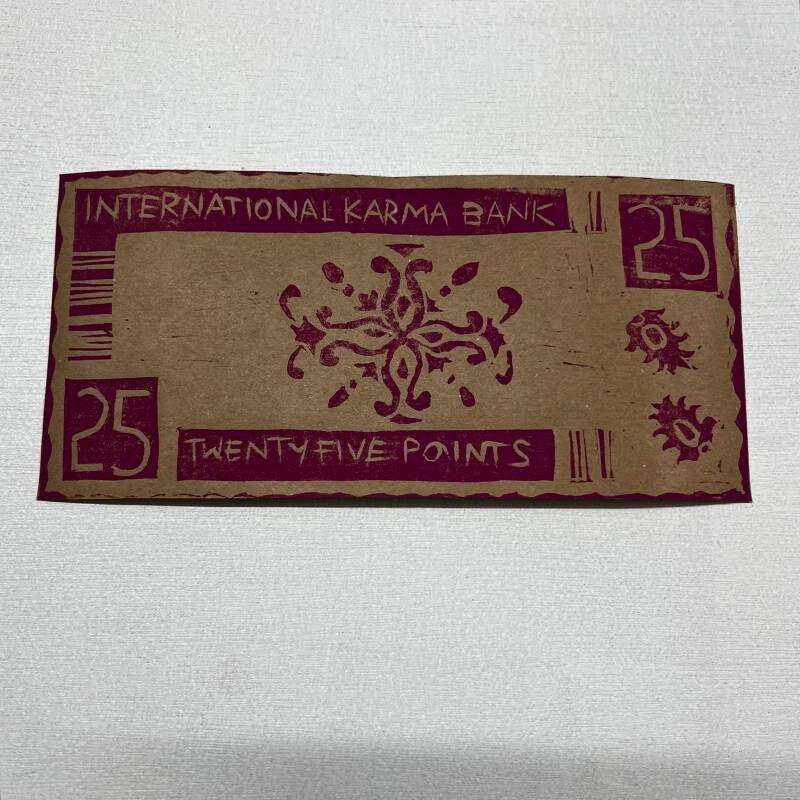 INTERNATIONAL KARMA BANK
25
25
TWENTY FIVE POINTS